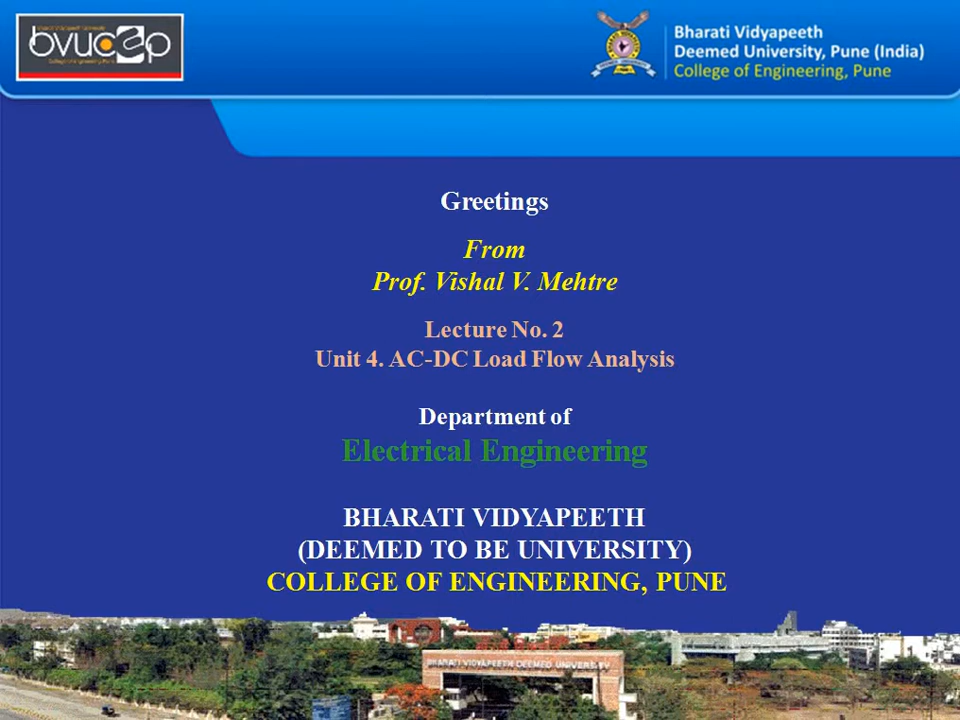 bvucoep
Bharati Vidyapeeth
Deemed University, Pune (India)
College of Engineering, Pune
Greetings
From
Prof. Vishal V. Mehtre
Lecture No. 2
Unit 4. AC-DC Load Flow Analysis
Department of
Electrical Engineering
BHARATI VIDYAPEETH
(DEEMED TO BE UNIVERSITY)
COLLEGE OF ENGINEERING, PUNE
BHARATI VIDYAPEETH DEEMED UNIVERSITY